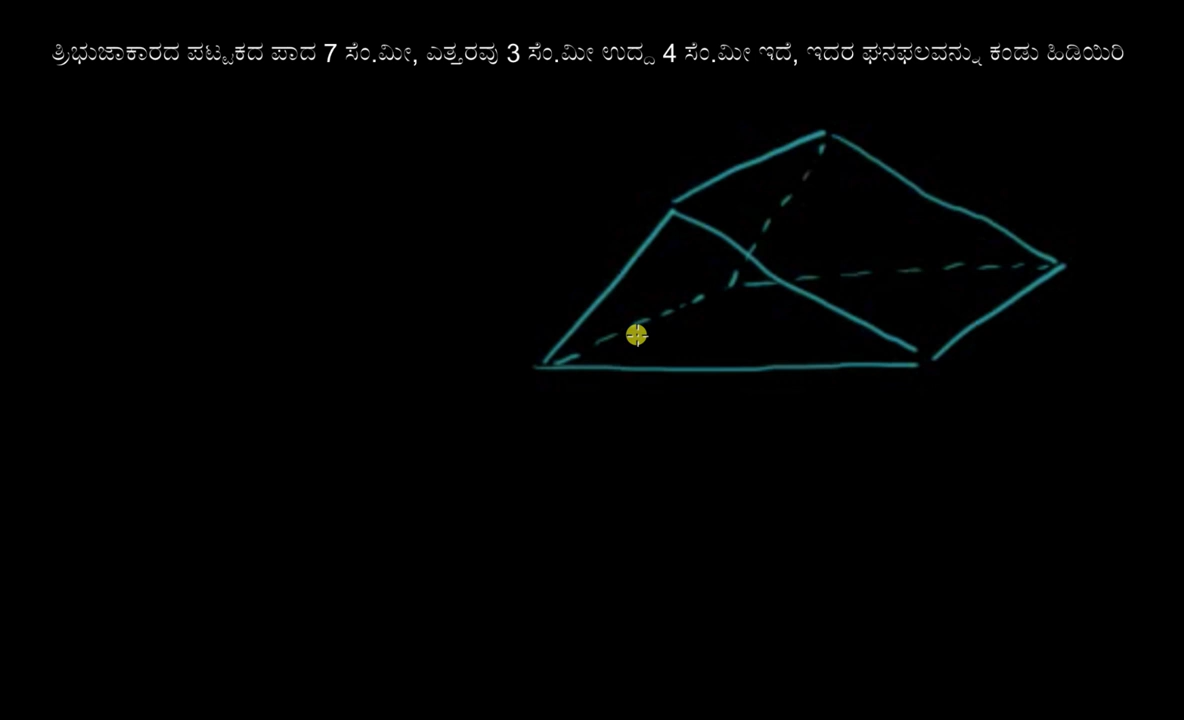 ತ್ರಿಭುಜಾಕಾರದ ಪಟ್ಟಕದ ಪಾದ 7 ಸೆಂ.ಮೀ, ಎತ್ತರವು 3 ಸೆಂ.ಮೀ ಉದ್ದ 4 ಸೆಂ.ಮೀ ಇದೆ, ಇದರ ಘನಫಲವನ್ನು ಕಂಡು ಹಿಡಿಯಿರಿ